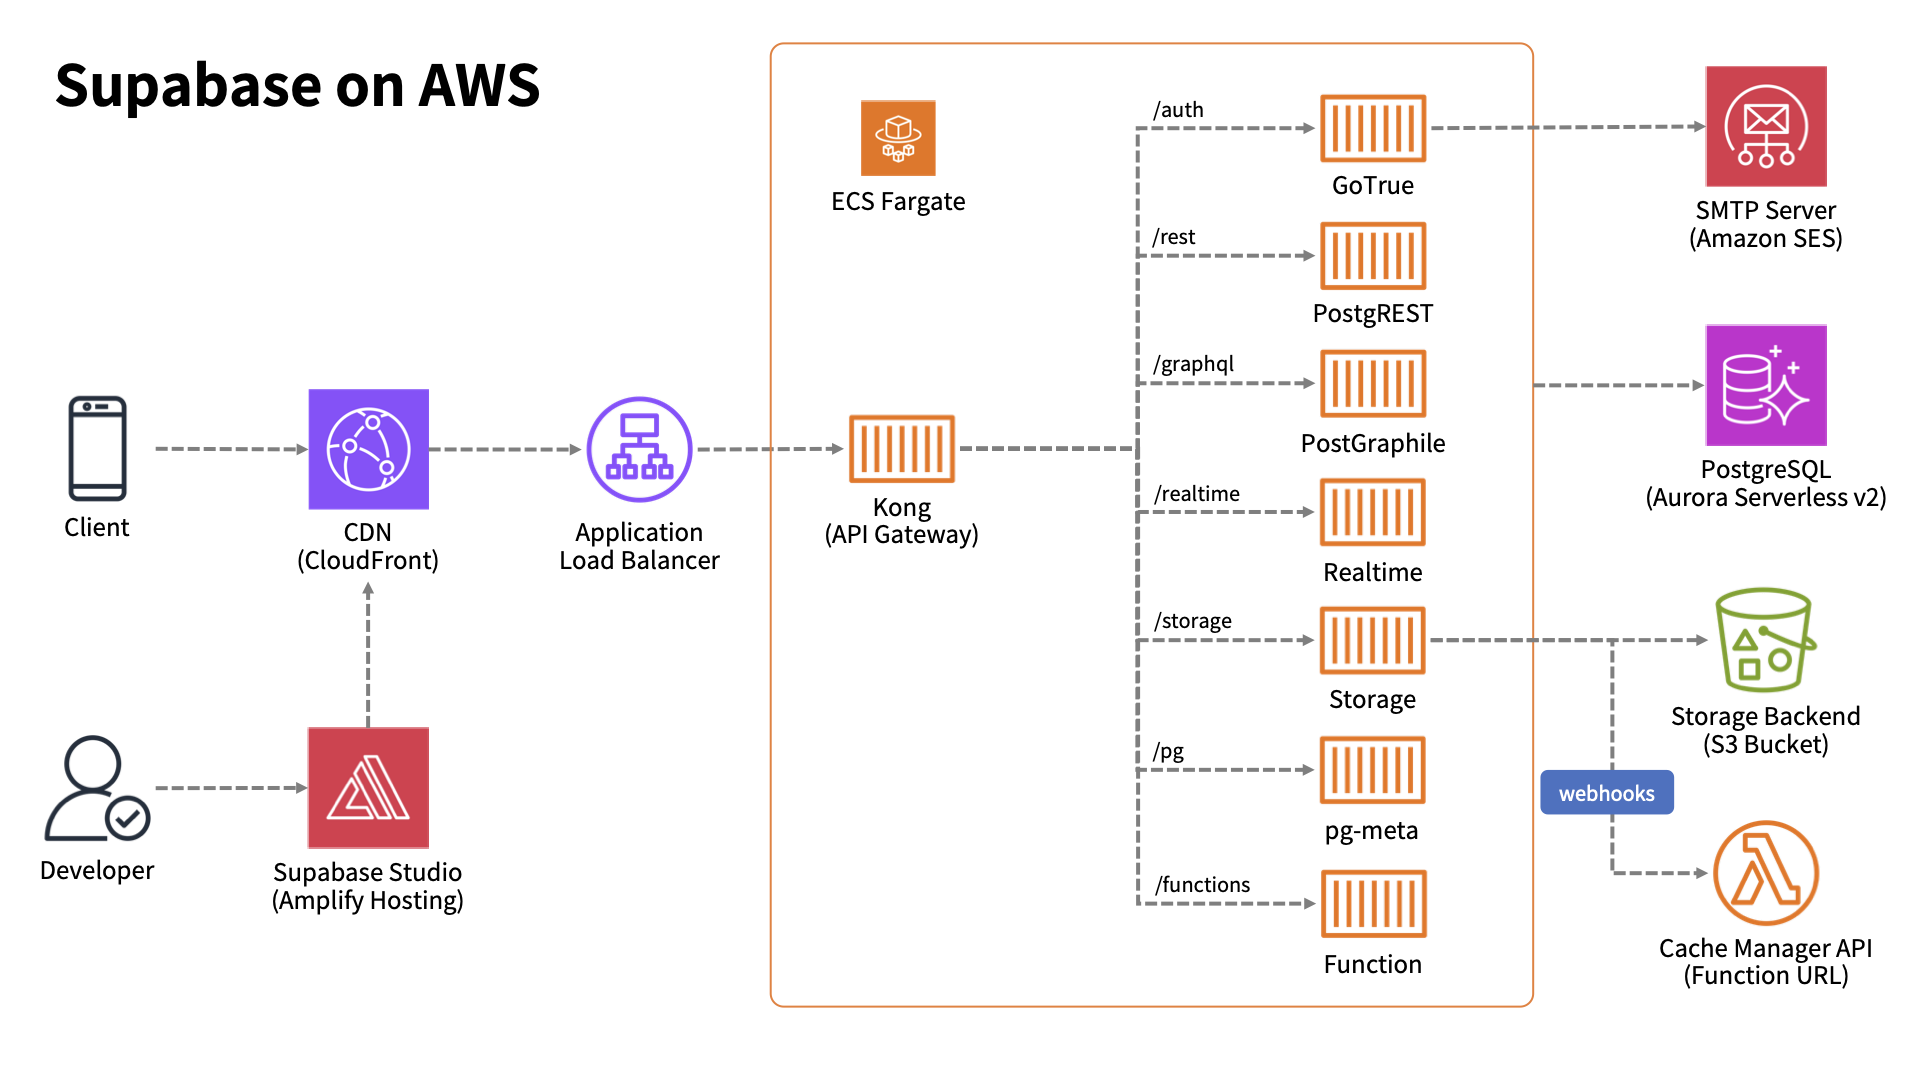 Supabase on AWS
ECS Fargate
Client
CDN
(CloudFront)
Application
Load Balancer
Kong
(API Gateway)
Developer
Supabase Studio
(Amplify Hosting)
/auth
GoTrue
/rest
PostgREST
/graphql
PostGraphile
/realtime
Realtime
/storage
Storage
/pg
pg-meta
/functions
Function
SMTP Server
(Amazon SES)
PostgreSQL
(Aurora Serverless v2)
Storage Backend
(S3 Bucket)
webhooks
Cache Manager API
(Function URL)